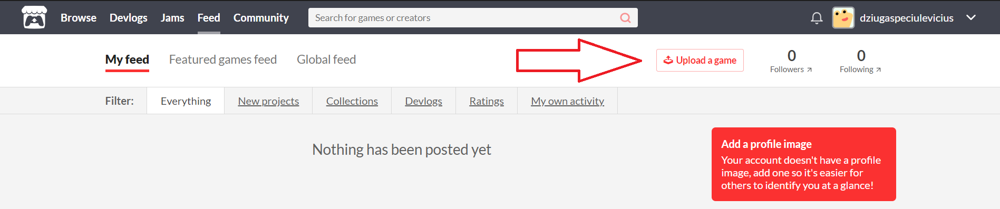 Browse Devlogs Jams Feed Community Search for games or creators dziugaspeciulevicius
My feed Featured games feed Global feed Upload a game 0 0
Followers ↗ Following ↗
Filter: Everything New projects Collections Devlogs Ratings My own activity
Nothing has been posted yet
Add a profile image
Your account doesn't have a profile
image, add one so it's easier for
others to identify you at a glance!